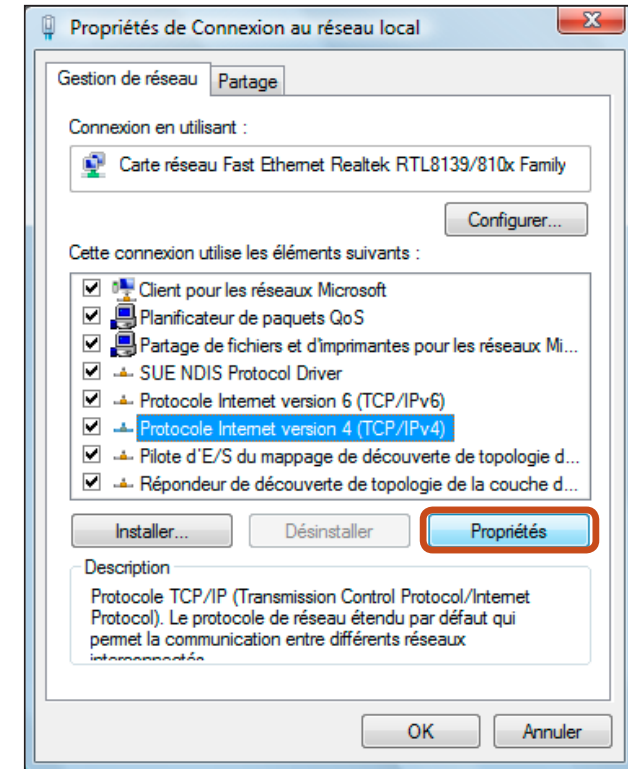 Propriétés de Connexion au réseau local
Gestion de réseau
Partage
Connexion en utilisant :
Carte réseau Fast Ethernet Realtek RTL8139/810x Family
Configurer...
Cette connexion utilise les éléments suivants :
Client pour les réseaux Microsoft
Planificateur de paquets QoS
Partage de fichiers et d'imprimantes pour les réseaux Mi...
SUE NDIS Protocol Driver
Protocole Internet version 6 (TCP/IPv6)
Protocole Internet version 4 (TCP/IPv4)
Pilote d'E/S du mappage de découverte de topologie d...
Répondeur de découverte de topologie de la couche d...
Installer...
Désinstaller
Propriétés
Description
Protocole TCP/IP (Transmission Control Protocol/Internet
Protocol). Le protocole de réseau étendu par défaut qui
permet la communication entre différents réseaux
interconnectés
OK
Annuler